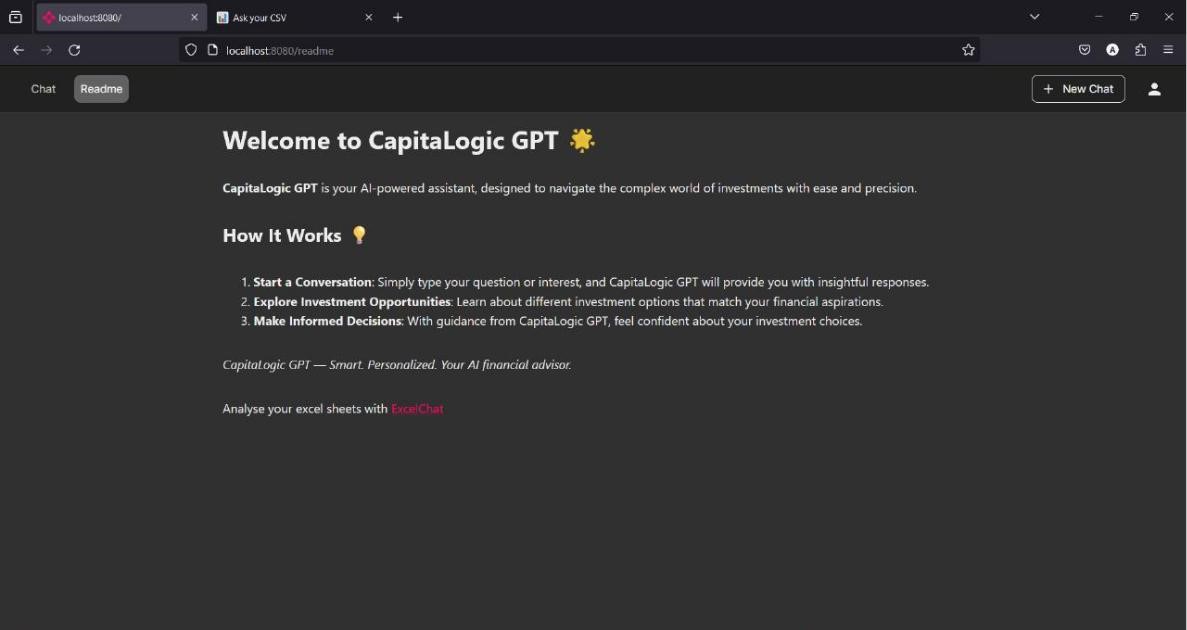 localhost:8080/
Ask your CSV
localhost:8080/readme
A
Chat
Readme
+ New Chat
Welcome to CapitaLogic GPT 🌟
CapitaLogic GPT is your AI-powered assistant, designed to navigate the complex world of investments with ease and precision.
How It Works 💡
1. Start a Conversation: Simply type your question or interest, and CapitaLogic GPT will provide you with insightful responses.
2. Explore Investment Opportunities: Learn about different investment options that match your financial aspirations.
3. Make Informed Decisions: With guidance from CapitaLogic GPT, feel confident about your investment choices.
CapitaLogic GPT — Smart. Personalized. Your AI financial advisor.
Analyse your excel sheets with ExcelChat